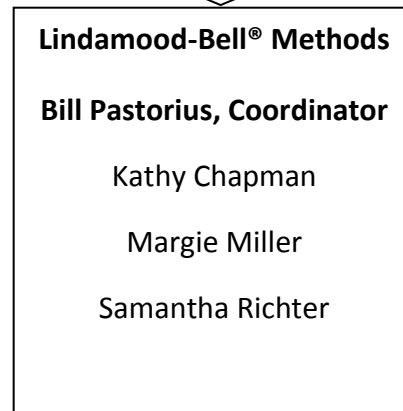 Lindamood-Bell® Methods
Bill Pastorius, Coordinator
Kathy Chapman
Margie Miller
Samantha Richter